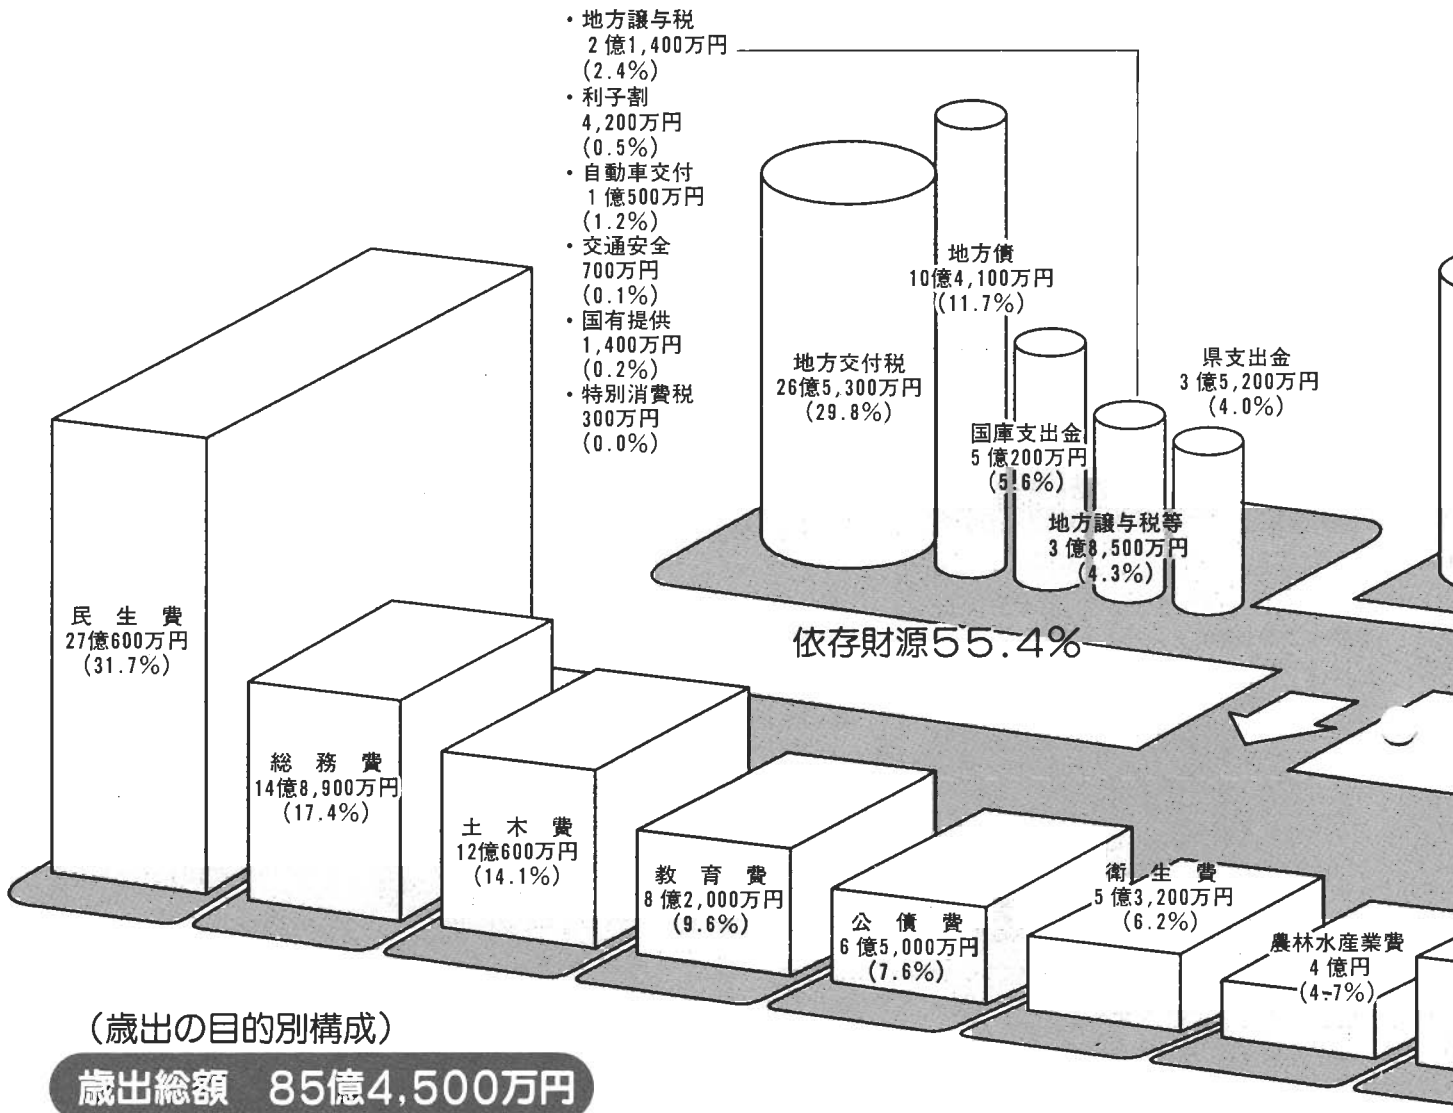 ・地方譲与税
2億1,400万円
(2.4%)
・利子割
4,200万円
(0.5%)
・自動車交付
1億500万円
(1.2%)
・交通安全
700万円
(0.1%)
・国有提供
1,400万円
(0.2%)
・特別消費税
300万円
(0.0%)
地方交付税
26億5,300万円
(29.8%)
地方債
10億4,100万円
(11.7%)
国庫支出金
5億200万円
(5.6%)
地方譲与税等
3億8,500万円
(4.3%)
県支出金
3億5,200万円
(4.0%)
依存財源55.4%
民生費
27億600万円
(31.7%)
総務費
14億8,900万円
(17.4%)
土木費
12億600万円
(14.1%)
教育費
8億2,000万円
(9.6%)
公債費
6億5,000万円
(7.6%)
衛生費
5億3,200万円
(6.2%)
農林水産業費
4億円
(4.7%)
(歳出の目的別構成)
歳出総額 85億4,500万円